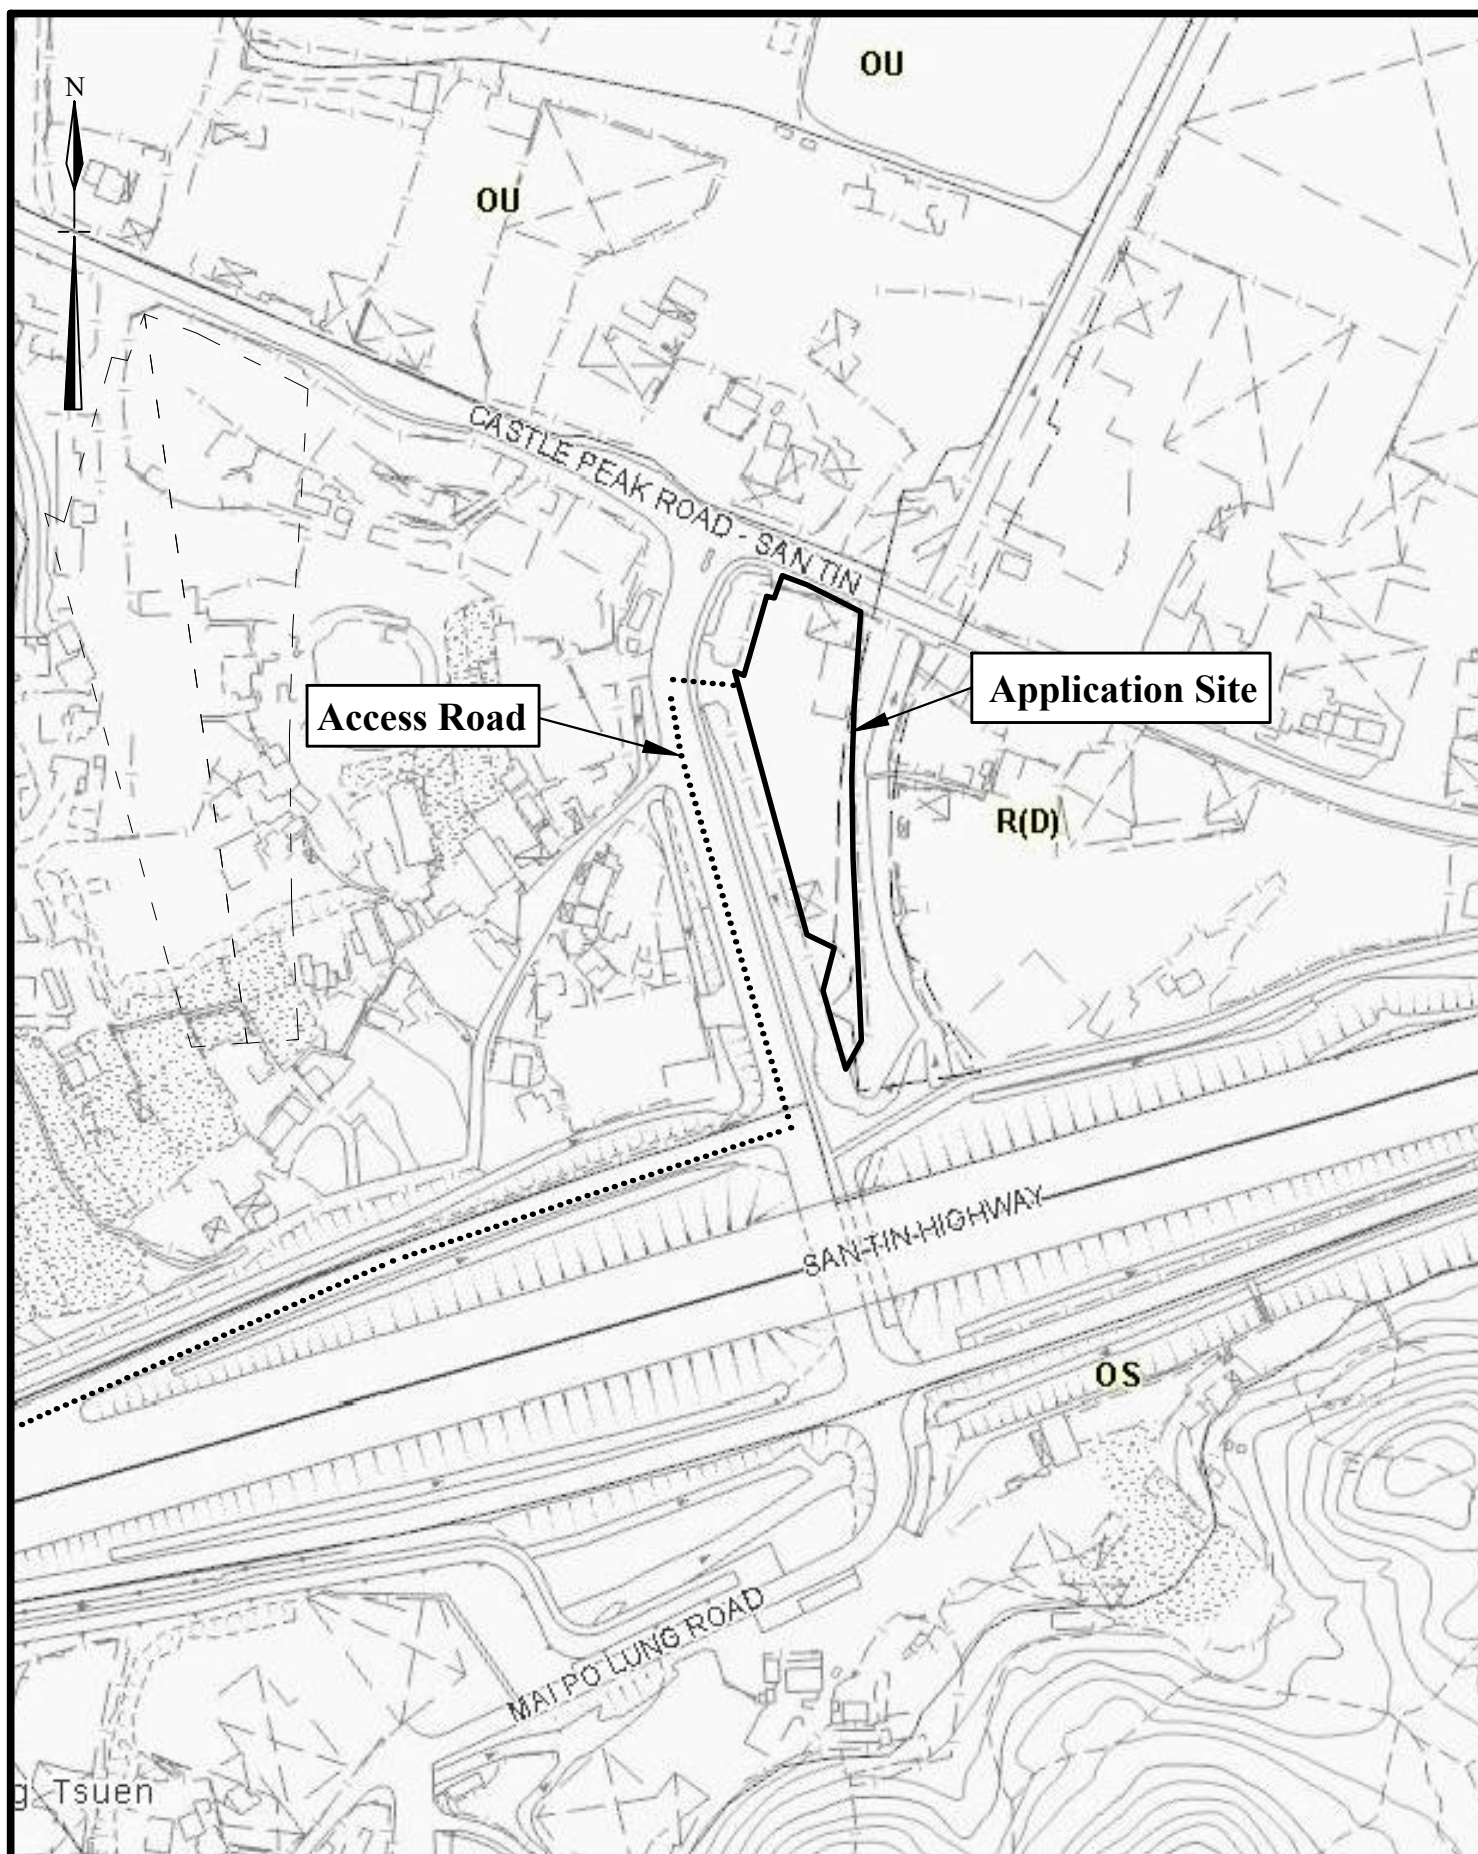 OU
N
OU
CASTLE PEAK ROAD - SAN TIN
Application Site
Access Road
R(D)
SAN TIN HIGHWAY
OS
MAI PO LUNG ROAD
g Tsuen